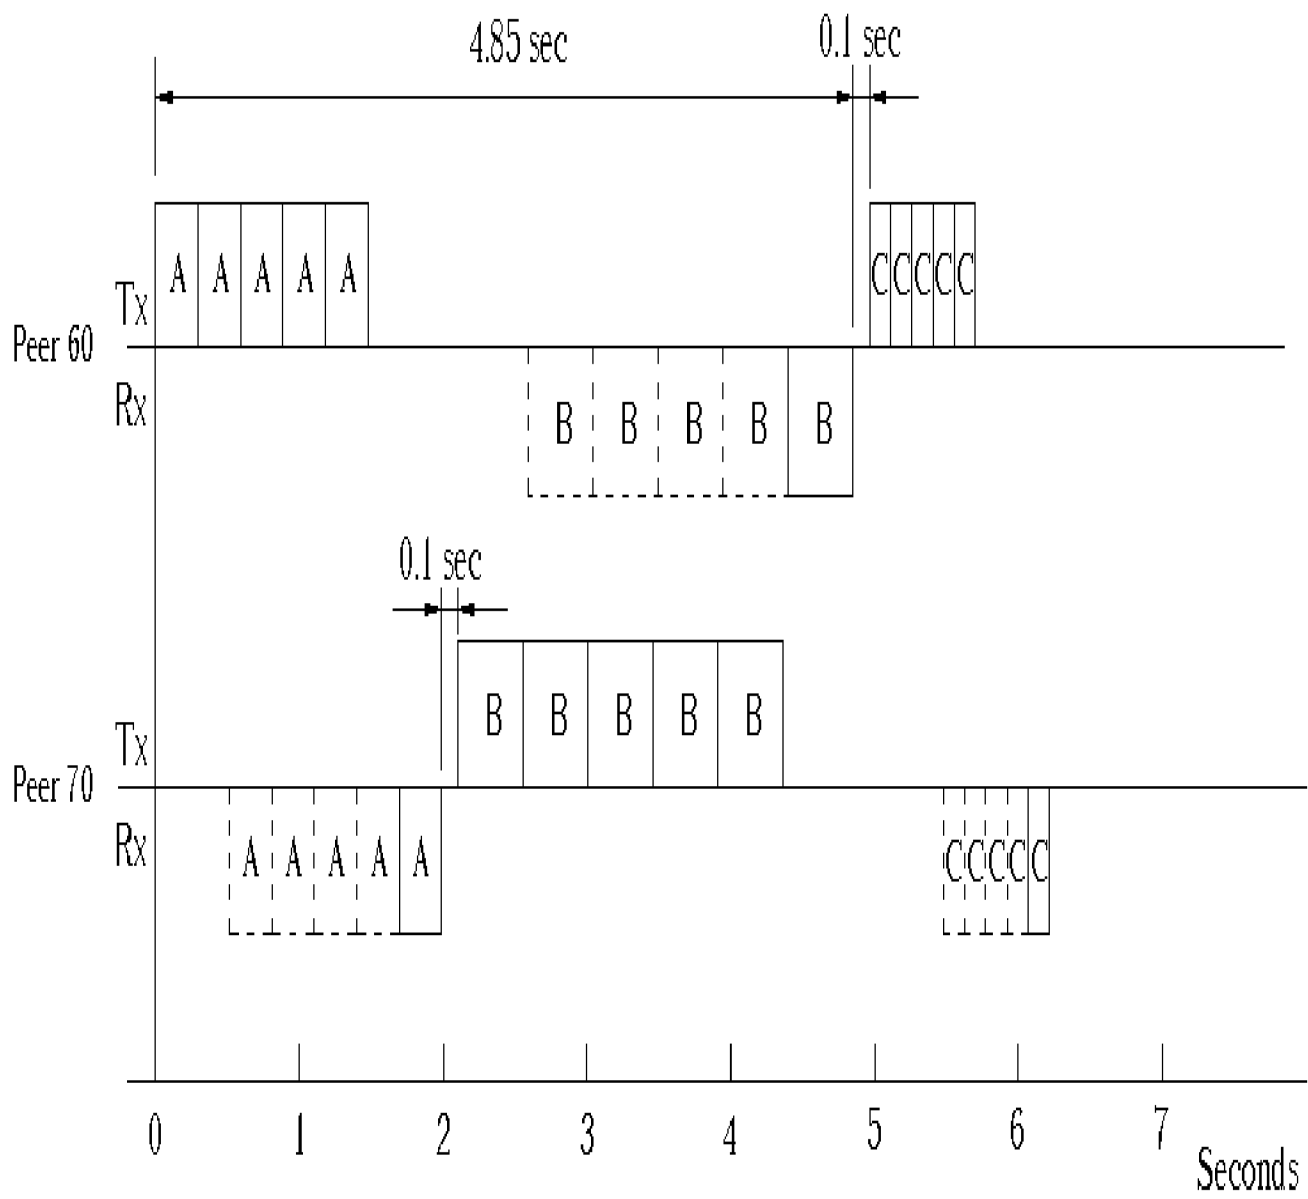 4.85 sec
0.1 sec
A A A A A
C C C C C
Tx
Peer 60
Rx
B B B B B
0.1 sec
B B B B B
Tx
Peer 70
Rx
A A A A A
C C C C C
0 1 2 3 4 5 6 7
Seconds